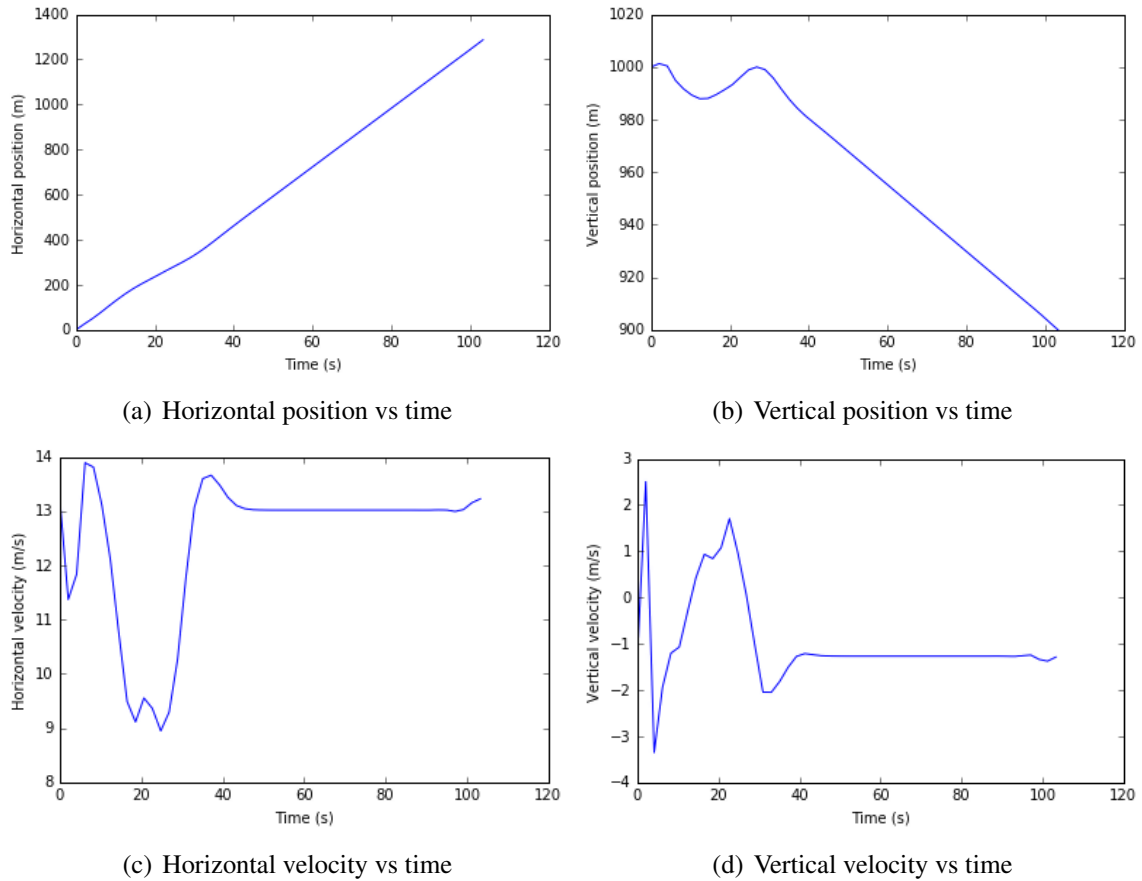 1400
1200
1000
800
600
400
200
0
Horizontal position (m)
0 20 40 60 80 100 120
Time (s)
(a) Horizontal position vs time
1020
1000
980
960
940
920
900
Vertical position (m)
0 20 40 60 80 100 120
Time (s)
(b) Vertical position vs time
14
13
12
11
10
9
8
Horizontal velocity (m/s)
0 20 40 60 80 100 120
Time (s)
(c) Horizontal velocity vs time
3
2
1
0
−1
−2
−3
−4
Vertical velocity (m/s)
0 20 40 60 80 100 120
Time (s)
(d) Vertical velocity vs time